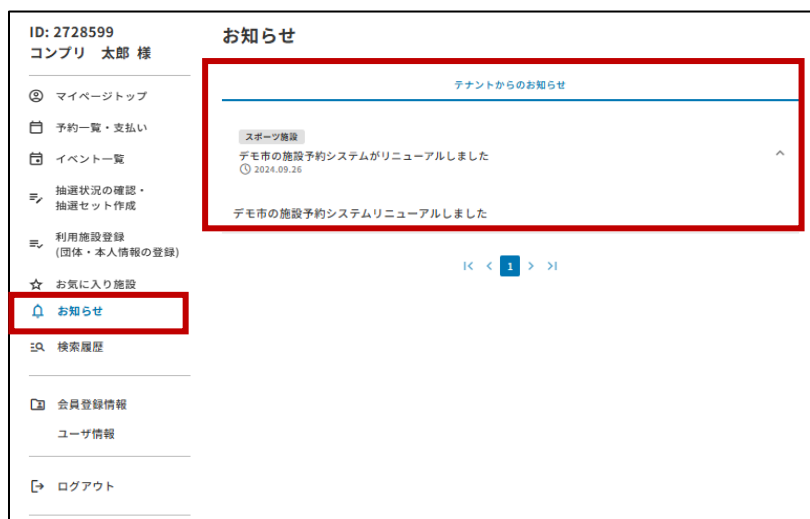 ID: 2728599
コンプリ　太郎 様
マイページトップ
予約一覧・支払い
イベント一覧
抽選状況の確認・
抽選セット作成
利用施設登録
(団体・本人情報の登録)
お気に入り施設
お知らせ
検索履歴
会員登録情報
ユーザ情報
ログアウト
お知らせ
テナントからのお知らせ
スポーツ施設
デモ市の施設予約システムがリニューアルしました
2024.09.26
デモ市の施設予約システムリニューアルしました
1